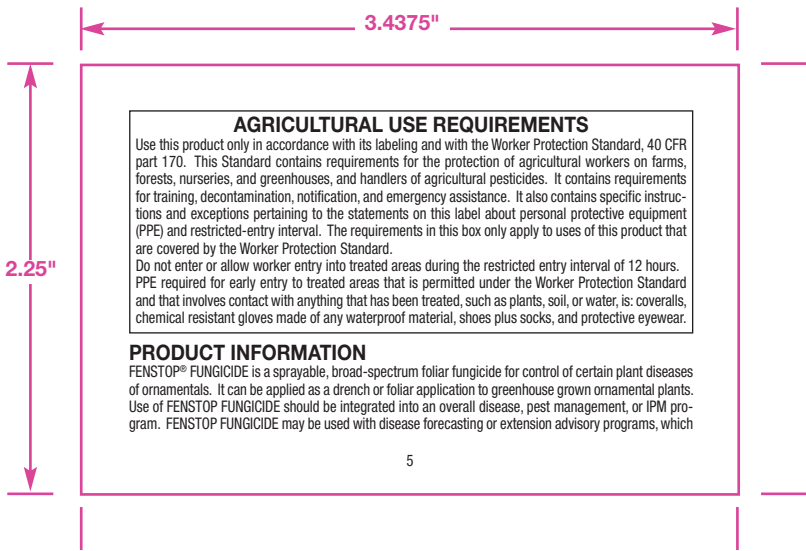 3.4375"
2.25"
AGRICULTURAL USE REQUIREMENTS
Use this product only in accordance with its labeling and with the Worker Protection Standard, 40 CFR
part 170. This Standard contains requirements for the protection of agricultural workers on farms,
forests, nurseries, and greenhouses, and handlers of agricultural pesticides. It contains requirements
for training, decontamination, notification, and emergency assistance. It also contains specific instruc-
tions and exceptions pertaining to the statements on this label about personal protective equipment
(PPE) and restricted-entry interval. The requirements in this box only apply to uses of this product that
are covered by the Worker Protection Standard.
Do not enter or allow worker entry into treated areas during the restricted entry interval of 12 hours.
PPE required for early entry to treated areas that is permitted under the Worker Protection Standard
and that involves contact with anything that has been treated, such as plants, soil, or water, is: coveralls,
chemical resistant gloves made of any waterproof material, shoes plus socks, and protective eyewear.
PRODUCT INFORMATION
FENSTOP® FUNGICIDE is a sprayable, broad-spectrum foliar fungicide for control of certain plant diseases
of ornamentals. It can be applied as a drench or foliar application to greenhouse grown ornamental plants.
Use of FENSTOP FUNGICIDE should be integrated into an overall disease, pest management, or IPM pro-
gram. FENSTOP FUNGICIDE may be used with disease forecasting or extension advisory programs, which
5